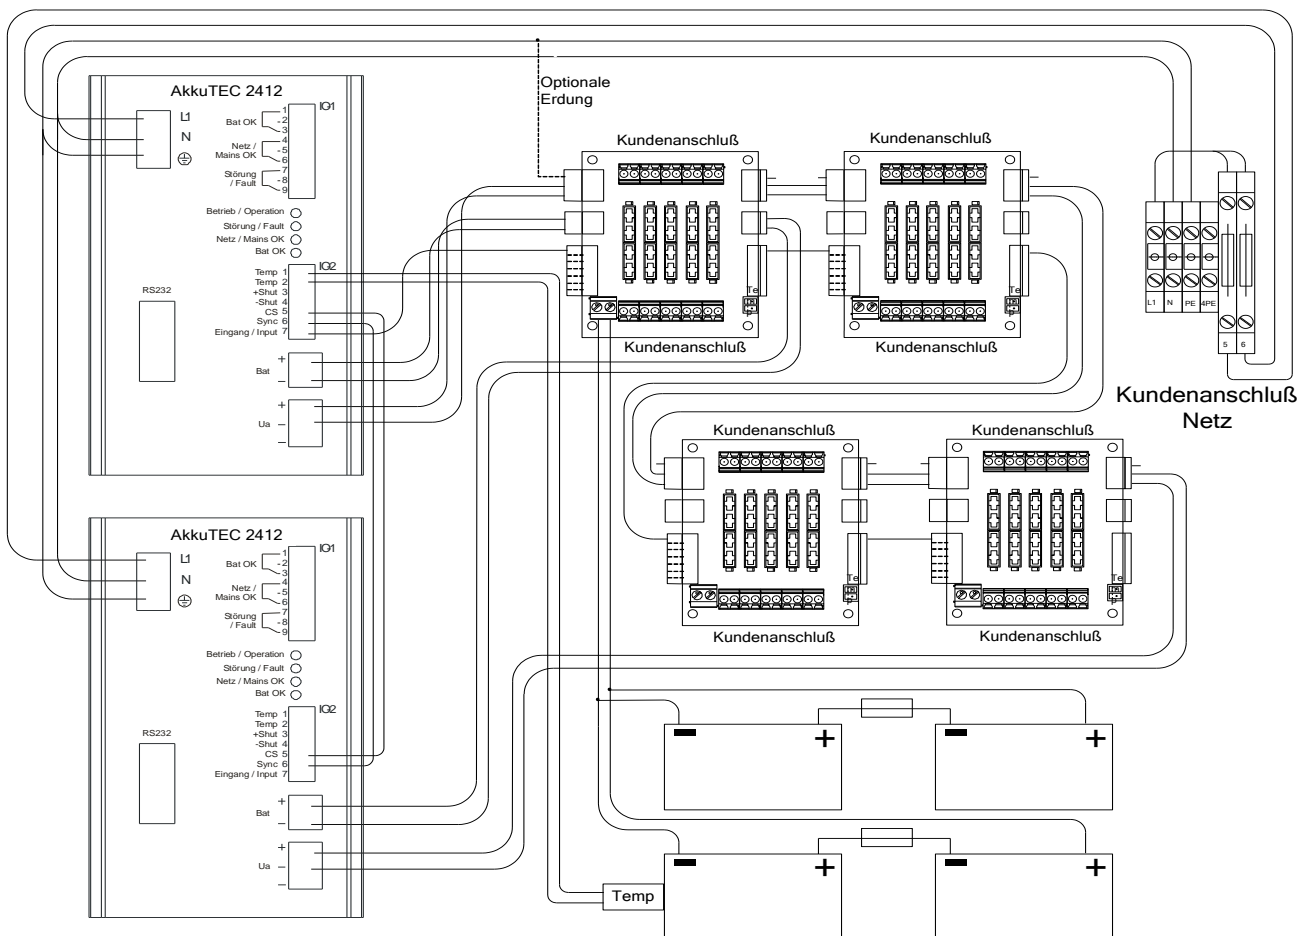 Optionale
Erdung
AkkuTEC 2412
L1
N
Bat OK
1
-2
3
IG1
Netz /
Mains OK
4
-5
6
Störung
/ Fault
7
-8
9
Betrieb / Operation
Störung / Fault
Netz / Mains OK
Bat OK
RS232
IG2
Temp 1
Temp 2
+Shut 3
-Shut 4
CS 5
Sync 6
Eingang / Input 7
+
Bat
–
+
Ua –
–
Kundenanschluß
Te
P
Kundenanschluß
Kundenanschluß
Te
P
Kundenanschluß
L1 N PE 4PE 5 6
Kundenanschluß
Netz
Kundenanschluß
Te
P
Kundenanschluß
Kundenanschluß
Te
P
Kundenanschluß
AkkuTEC 2412
L1
N
Bat OK
1
-2
3
IG1
Netz /
Mains OK
4
-5
6
Störung
/ Fault
7
-8
9
Betrieb / Operation
Störung / Fault
Netz / Mains OK
Bat OK
RS232
IG2
Temp 1
Temp 2
+Shut 3
-Shut 4
CS 5
Sync 6
Eingang / Input 7
+
Bat
–
+
Ua –
–
– +
– +
– +
– +
Temp